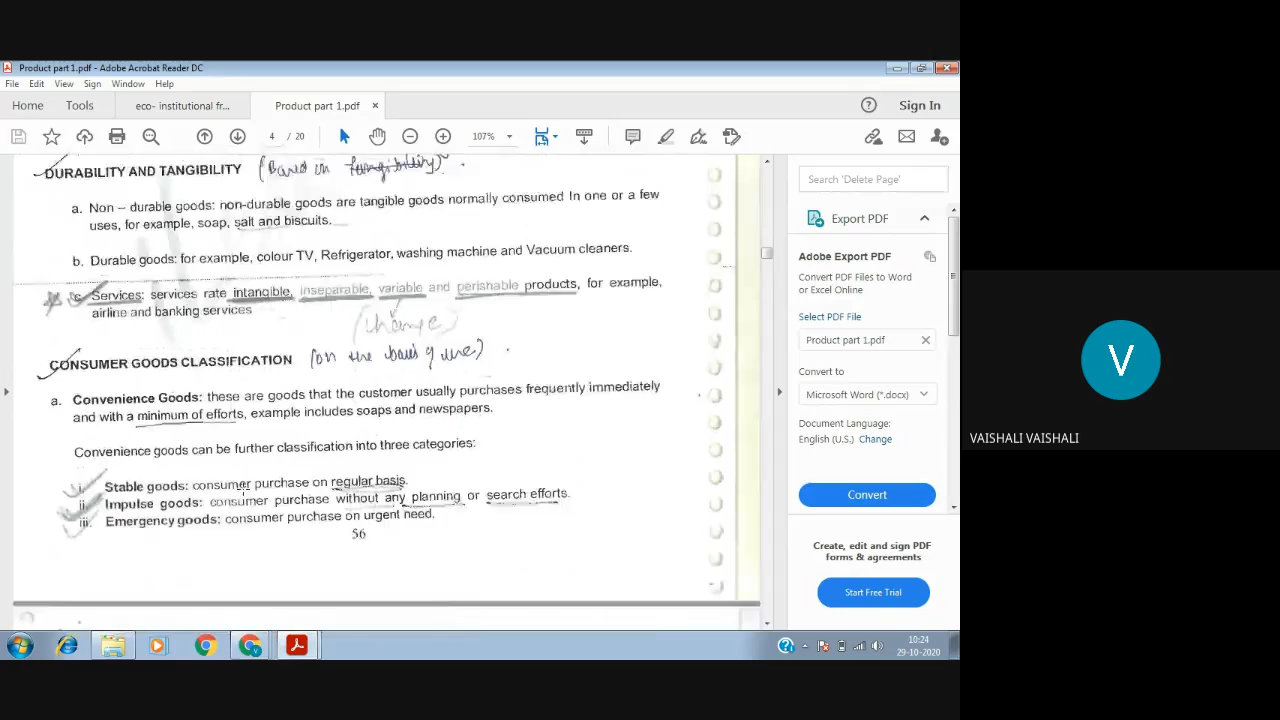 Product part 1.pdf - Adobe Acrobat Reader DC
File Edit View Window Sign Help
Home Tools eco- institutional fr... Product part 1.pdf × Sign In
4 / 20 107%
DURABILITY AND TANGIBILITY (Based on tangibility).
a. Non – durable goods: non-durable goods are tangible goods normally consumed In one or a few
uses, for example, soap, salt and biscuits.
b. Durable goods: for example, colour TV, Refrigerator, washing machine and Vacuum cleaners.
c. Services: services rate intangible, inseparable, variable and perishable products, for example,
airline and banking services
(change)
CONSUMER GOODS CLASSIFICATION (on the basis of use).
a. Convenience Goods: these are goods that the customer usually purchases frequently immediately
and with a minimum of efforts, example includes soaps and newspapers.
Convenience goods can be further classification into three categories:
i. Stable goods: consumer purchase on regular basis.
ii. Impulse goods: consumer purchase without any planning or search efforts.
iii. Emergency goods: consumer purchase on urgent need.
56
Search 'Delete Page'
Export PDF
Adobe Export PDF
Convert PDF Files to Word
or Excel Online
Select PDF File
Product part 1.pdf ×
Convert to
Microsoft Word (*.docx)
Document Language:
English (U.S.) Change
Convert
Create, edit and sign PDF
forms & agreements
Start Free Trial
10:24
29-10-2020
V
VAISHALI VAISHALI